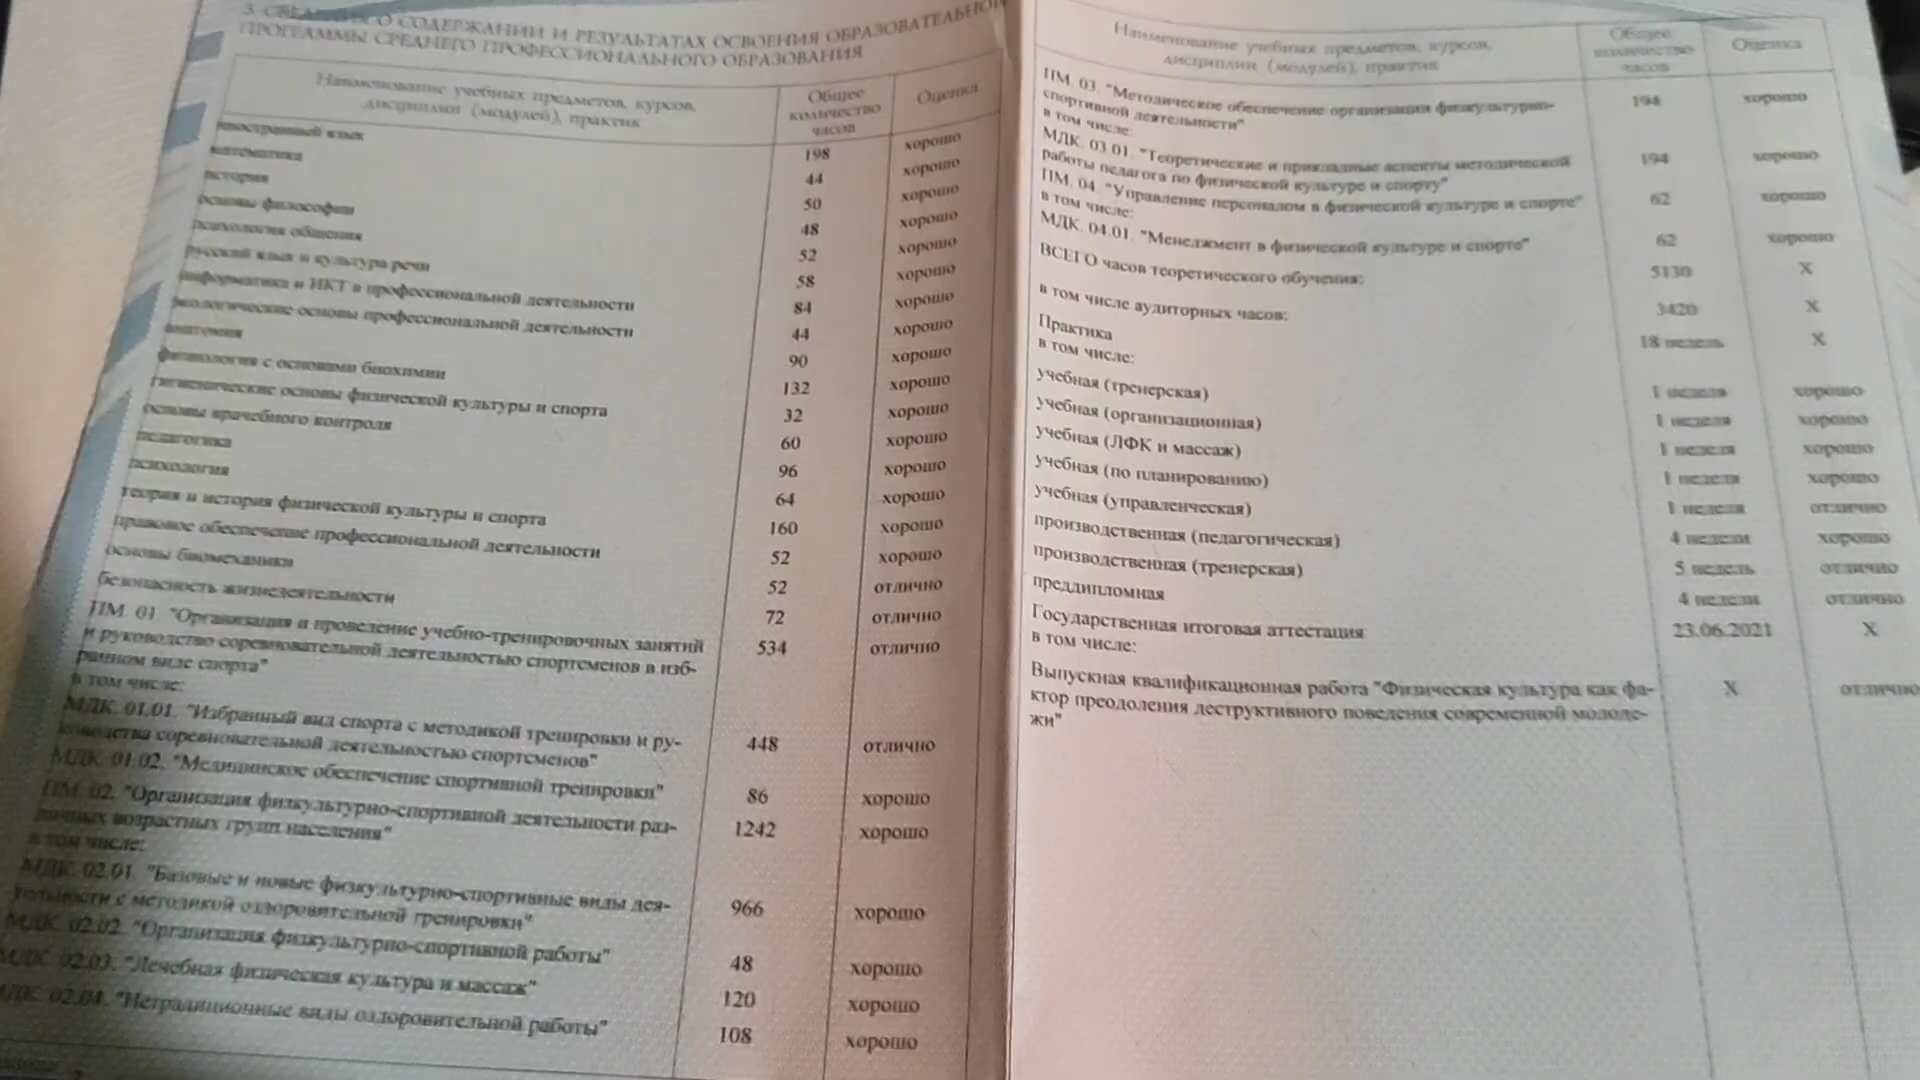 3. СВЕДЕНИЯ О СОДЕРЖАНИИ И РЕЗУЛЬТАТАХ ОСВОЕНИЯ ОБРАЗОВАТЕЛЬНОЙ
ПРОГРАММЫ СРЕДНЕГО ПРОФЕССИОНАЛЬНОГО ОБРАЗОВАНИЯ
Наименование учебных предметов, курсов,
дисциплин (модулей), практик
Общее
количество
часов
Оценка
иностранный язык 198 хорошо
математика 44 хорошо
история 50 хорошо
основы философии 48 хорошо
психология общения 52 хорошо
русский язык и культура речи 58 хорошо
информатика и ИКТ в профессиональной деятельности 84 хорошо
экологические основы профессиональной деятельности 44 хорошо
анатомия 90 хорошо
физиология с основами биохимии 132 хорошо
гигиенические основы физической культуры и спорта 32 хорошо
основы врачебного контроля 60 хорошо
педагогика 96 хорошо
психология 64 хорошо
теория и история физической культуры и спорта 160 хорошо
правовое обеспечение профессиональной деятельности 52 хорошо
основы биомеханики 52 отлично
безопасность жизнедеятельности 72 отлично
ПМ. 01. "Организация и проведение учебно-тренировочных занятий 534 отлично
и руководство соревновательной деятельностью спортсменов в изб-
ранном виде спорта"
в том числе:
МДК. 01.01. "Избранный вид спорта с методикой тренировки и ру- 448 отлично
ководства соревновательной деятельностью спортсменов"
МДК. 01.02. "Медицинское обеспечение спортивной тренировки" 86 хорошо
ПМ. 02. "Организация физкультурно-спортивной деятельности раз- 1242 хорошо
личных возрастных групп населения"
в том числе:
МДК. 02.01. "Базовые и новые физкультурно-спортивные виды дея- 966 хорошо
тельности с методикой оздоровительной тренировки"
МДК. 02.02. "Организация физкультурно-спортивной работы" 48 хорошо
МДК. 02.03. "Лечебная физическая культура и массаж" 120 хорошо
МДК. 02.04. "Нетрадиционные виды оздоровительной работы" 108 хорошо
Наименование учебных предметов, курсов,
дисциплин (модулей), практик
Общее
количество
часов
Оценка
ПМ. 03. "Методическое обеспечение организации физкультурно- 194 хорошо
спортивной деятельности"
в том числе:
МДК. 03.01. "Теоретические и прикладные аспекты методической 194 хорошо
работы педагога по физической культуре и спорту"
ПМ. 04 "Управление персоналом в физической культуре и спорте" 62 хорошо
в том числе:
МДК. 04.01. "Менеджмент в физической культуре и спорте" 62 хорошо
ВСЕГО часов теоретического обучения: 5130 Х
в том числе аудиторных часов: 3420 Х
Практика 18 недель Х
в том числе:
учебная (тренерская) 1 неделя хорошо
учебная (организационная) 1 неделя хорошо
учебная (ЛФК и массаж) 1 неделя хорошо
учебная (по планированию) 1 неделя хорошо
учебная (управленческая) 1 неделя отлично
производственная (педагогическая) 4 недели хорошо
производственная (тренерская) 5 недель отлично
преддипломная 4 недели отлично
Государственная итоговая аттестация 23.06.2021 Х
в том числе:
Выпускная квалификационная работа "Физическая культура как фа- Х отлично
ктор преодоления деструктивного поведения современной молоде-
жи"